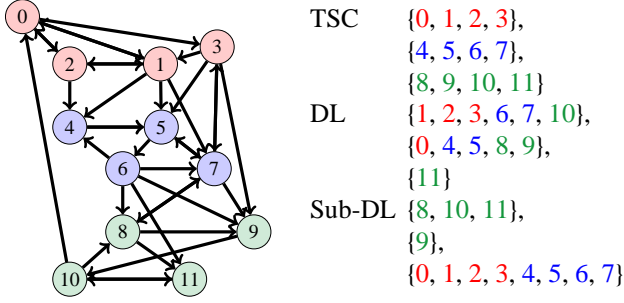 0
3
TSC {0, 1, 2, 3},
2
1
{4, 5, 6, 7},
{8, 9, 10, 11}
4
5
DL {1, 2, 3, 6, 7, 10},
6
7
{0, 4, 5, 8, 9},
{11}
8
9
Sub-DL {8, 10, 11},
{9},
10
11
{0, 1, 2, 3, 4, 5, 6, 7}